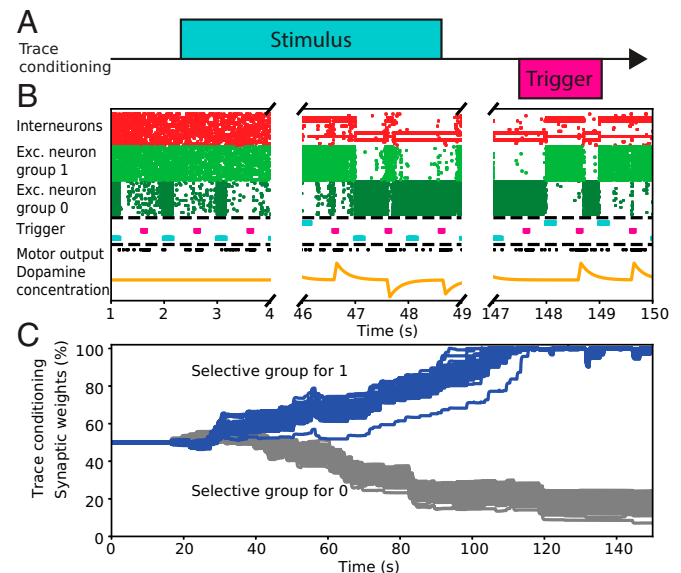 A
Stimulus
Trace
conditioning
Trigger
B
Interneurons
Exc. neuron
group 1
Exc. neuron
group 0
Trigger
Motor output
Dopamine
concentration
1 2 3 4 46 47 48 49 147 148 149 150
Time (s)
C
Trace conditioning
Synaptic weights (%)
100
80
60
40
20
0
Selective group for 1
Selective group for 0
0 20 40 60 80 100 120 140
Time (s)